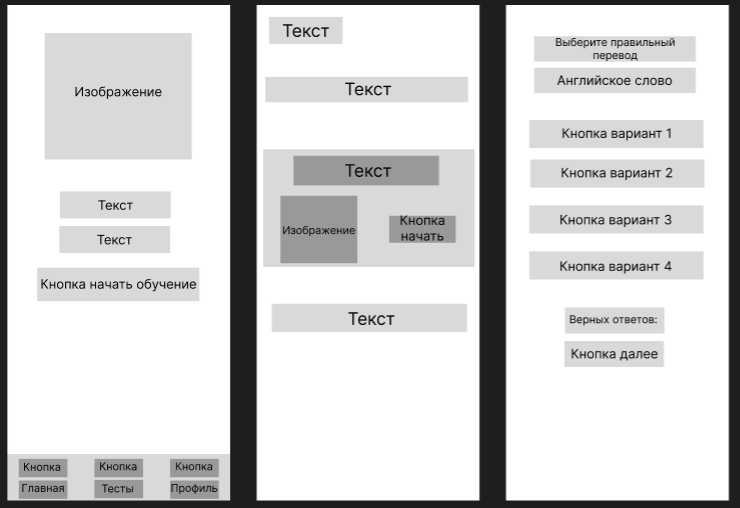 Изображение
Текст
Текст
Кнопка начать обучение
Кнопка
Кнопка
Кнопка
Главная
Тесты
Профиль
Текст
Текст
Текст
Изображение
Кнопка
начать
Текст
Выберите правильный
перевод
Английское слово
Кнопка вариант 1
Кнопка вариант 2
Кнопка вариант 3
Кнопка вариант 4
Верных ответов:
Кнопка далее